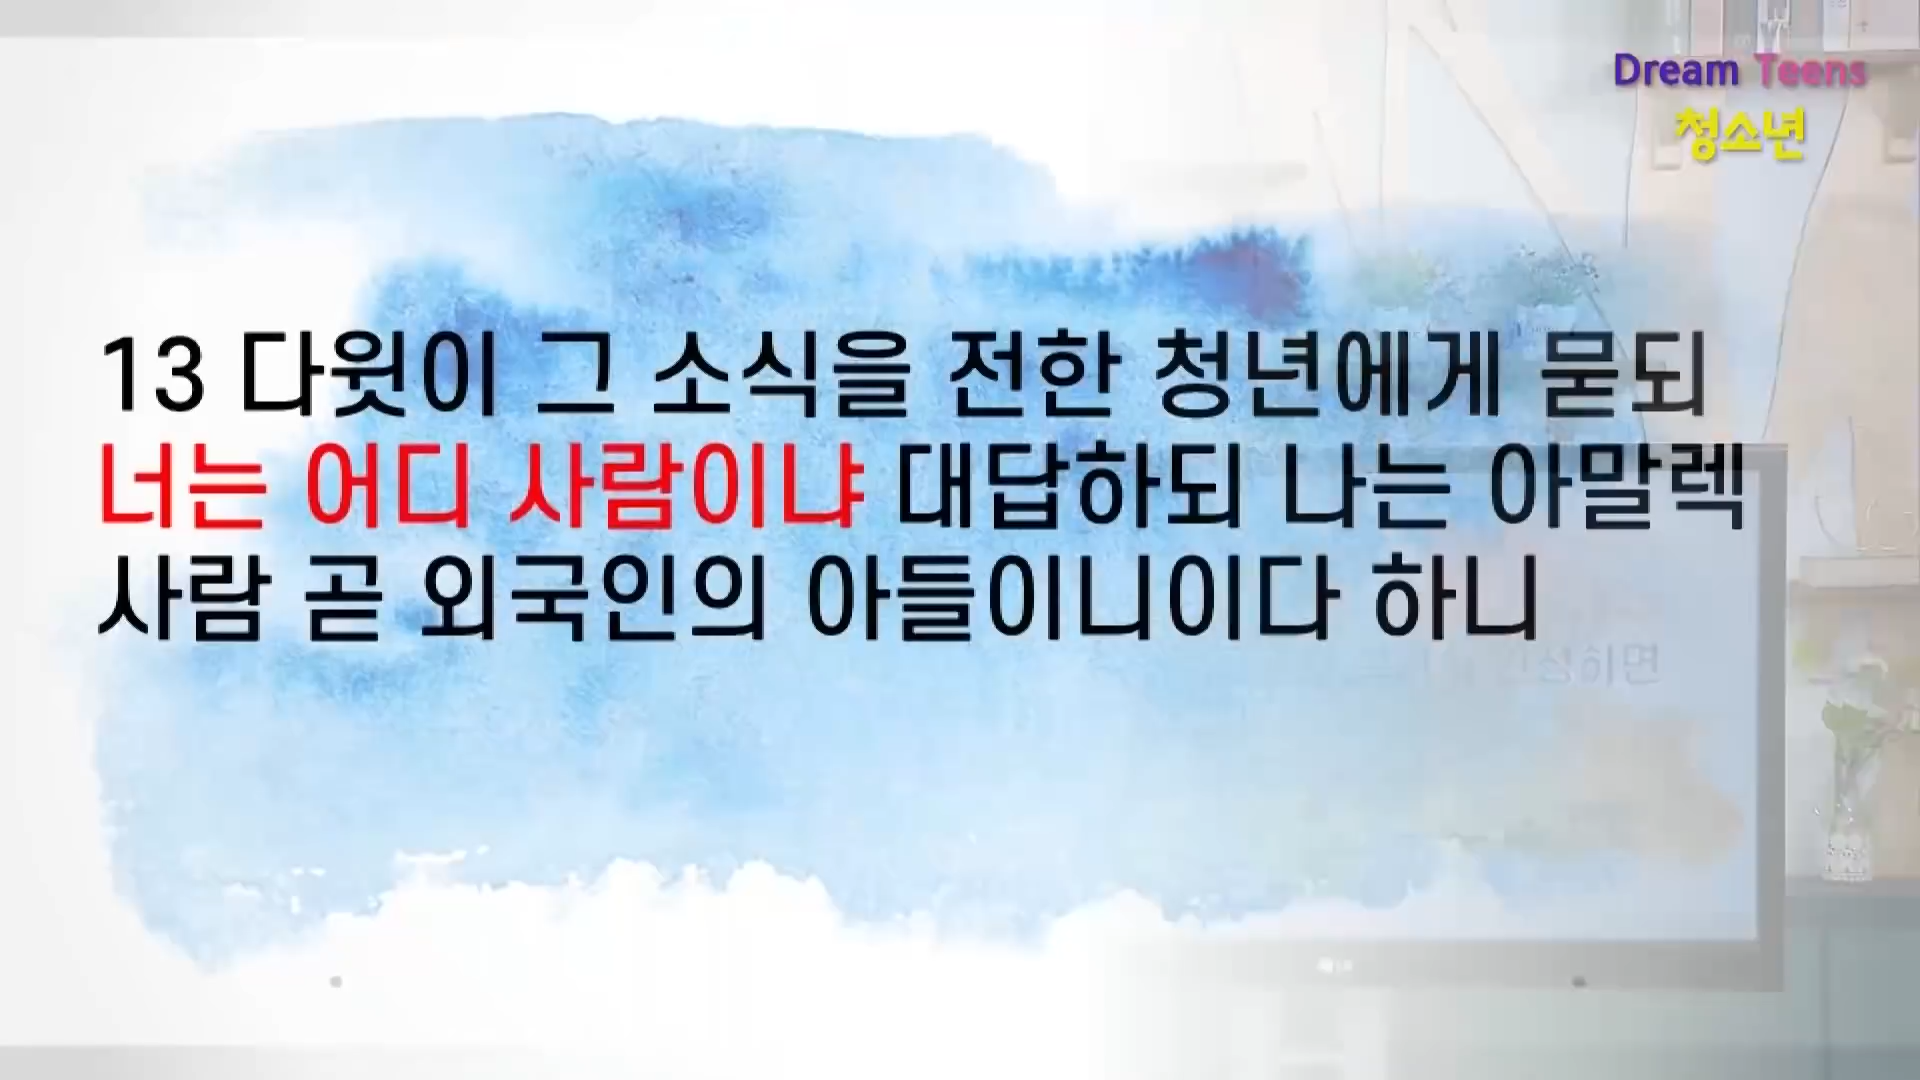 Dream Teens
청소년
13 다윗이 그 소식을 전한 청년에게 묻되
너는 어디 사람이냐 대답하되 나는 아말렉
사람 곧 외국인의 아들이니이다 하니